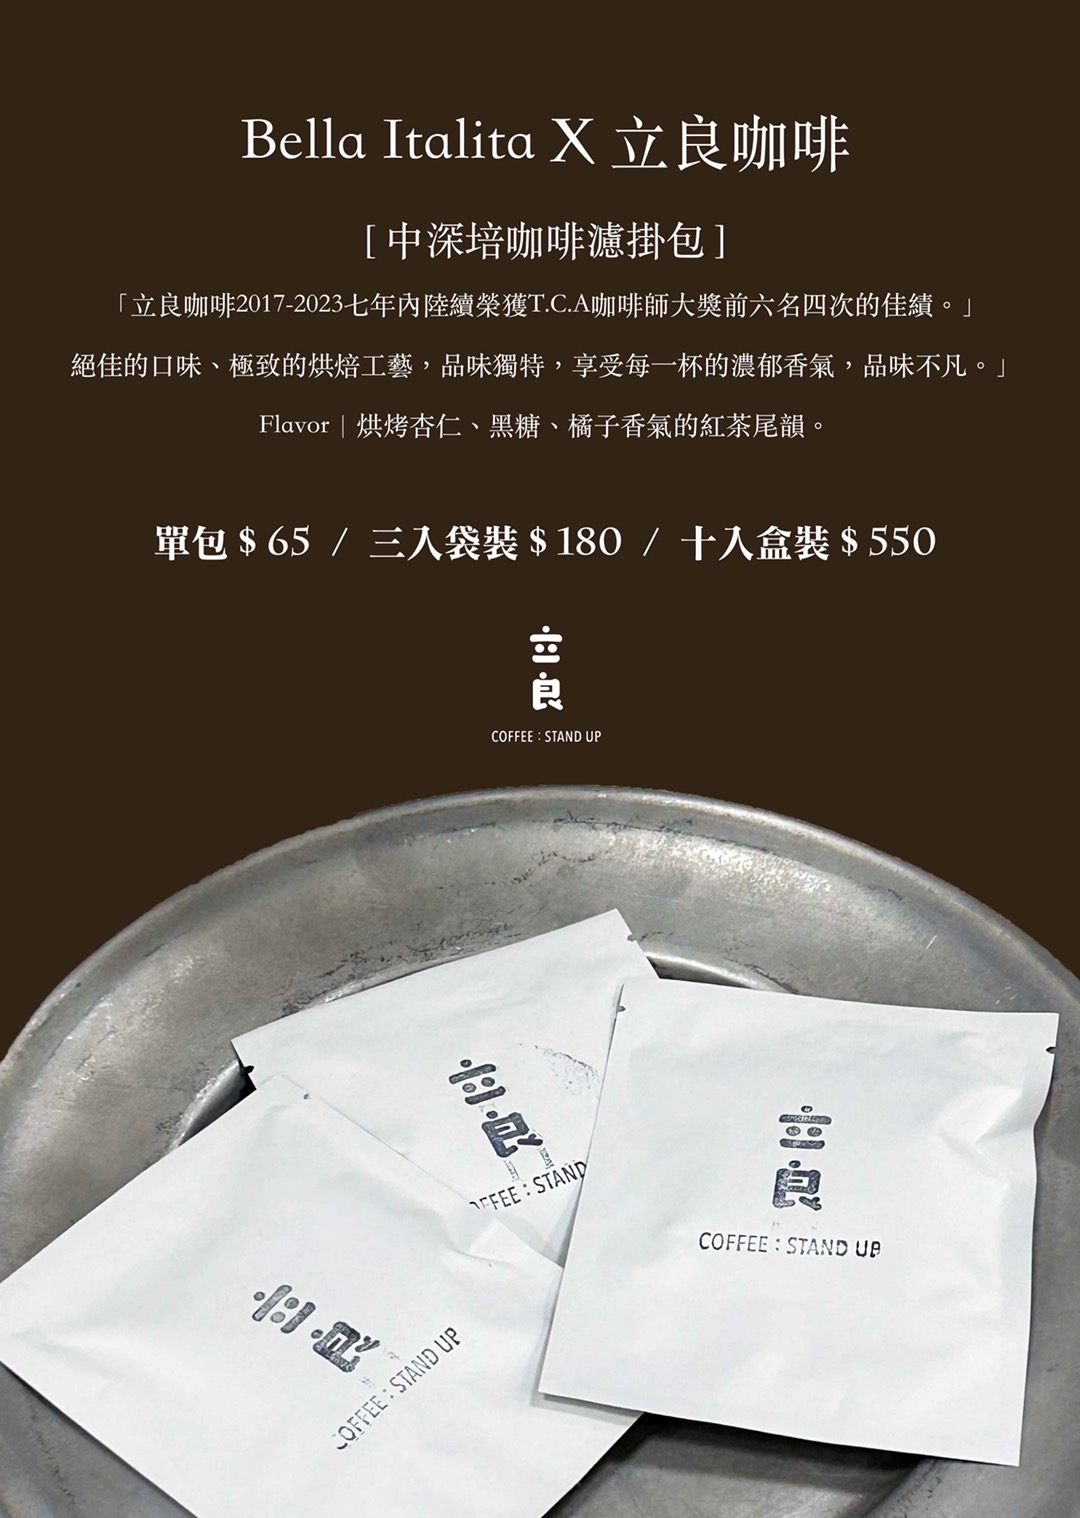 Bella Italita X 立良咖啡
[ 中深培咖啡濾掛包 ]
「立良咖啡2017-2023七年內陸續榮獲T.C.A咖啡師大獎前六名四次的佳績。」
絕佳的口味、極致的烘焙工藝，品味獨特，享受每一杯的濃郁香氣，品味不凡。」
Flavor | 烘烤杏仁、黑糖、橘子香氣的紅茶尾韻。
單包 $ 65 / 三入袋裝 $ 180 / 十入盒裝 $ 550
立
良
COFFEE : STAND UP
立
良
OFFEE : STAND
立
良
COFFEE : STAND UP
立
良
COFFEE : STAND UP